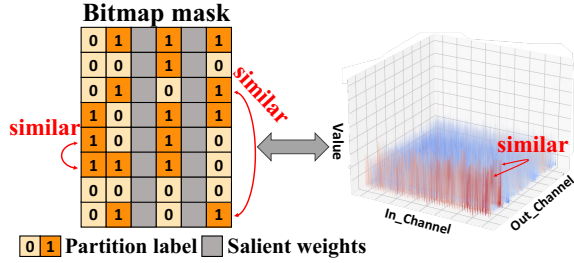 Bitmap mask
0 1 1 1
0 0 1 0
0 1 0 1
1 0 1 1
1 0 1 0
1 1 1 0
0 0 0 0
0 1 0 1
similar
similar
0 1 Partition label
Salient weights
Value
similar
In_Channel
Out_Channel